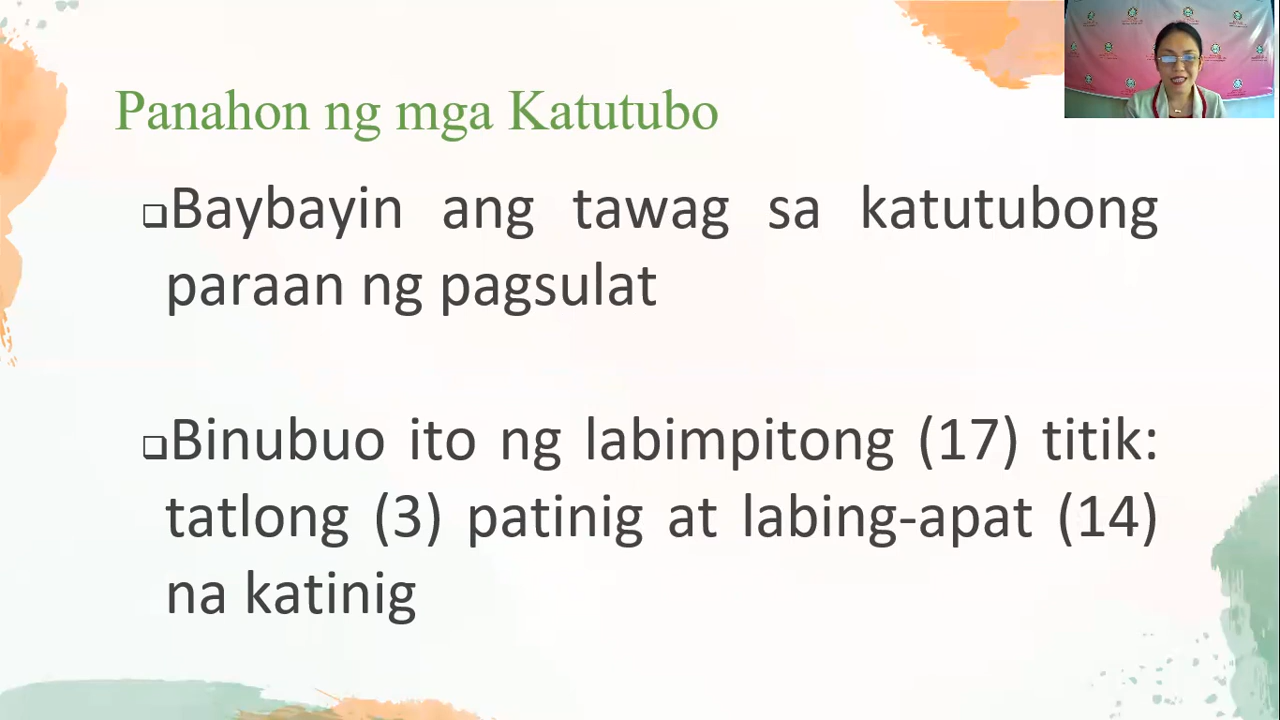 Panahon ng mga Katutubo
❑Baybayin ang tawag sa katutubong
paraan ng pagsulat
❑Binubuo ito ng labimpitong (17) titik:
tatlong (3) patinig at labing-apat (14)
na katinig